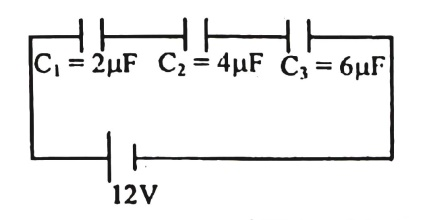 C₁ = 2μF C₂ = 4μF C₃ = 6μF
12V